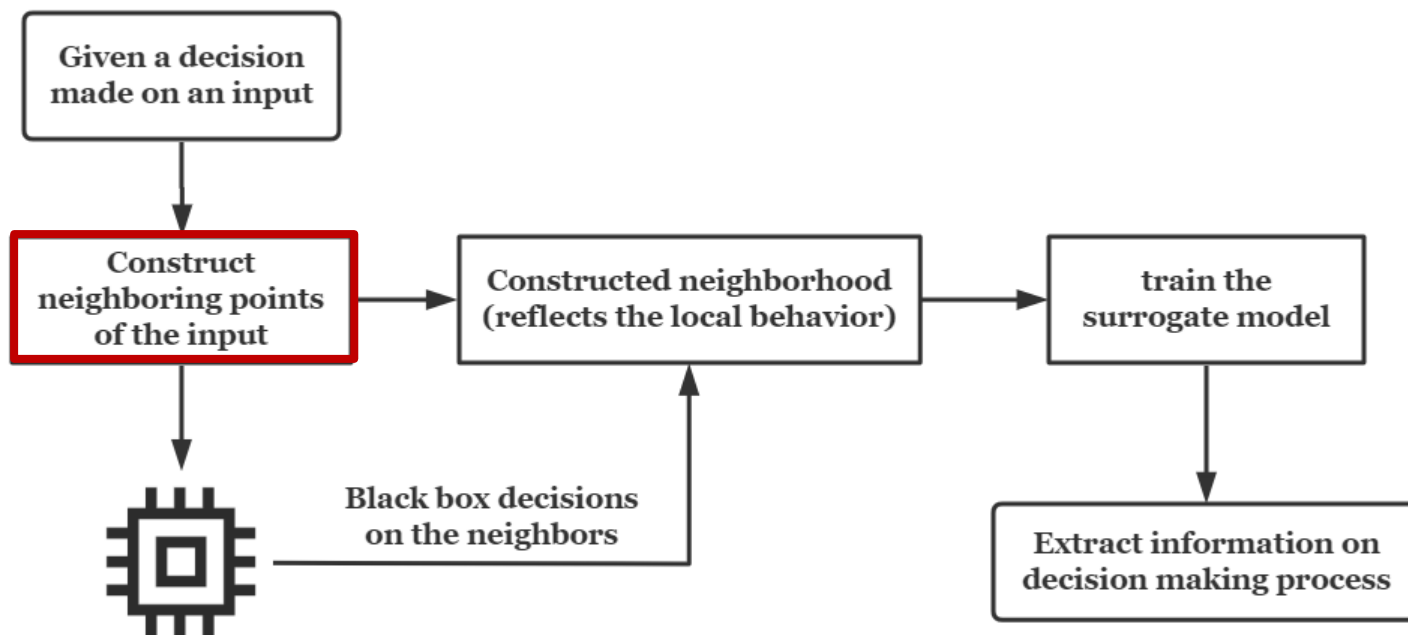 Given a decision
made on an input
Construct
neighboring points
of the input
Constructed neighborhood
(reflects the local behavior)
train the
surrogate model
Black box decisions
on the neighbors
Extract information on
decision making process